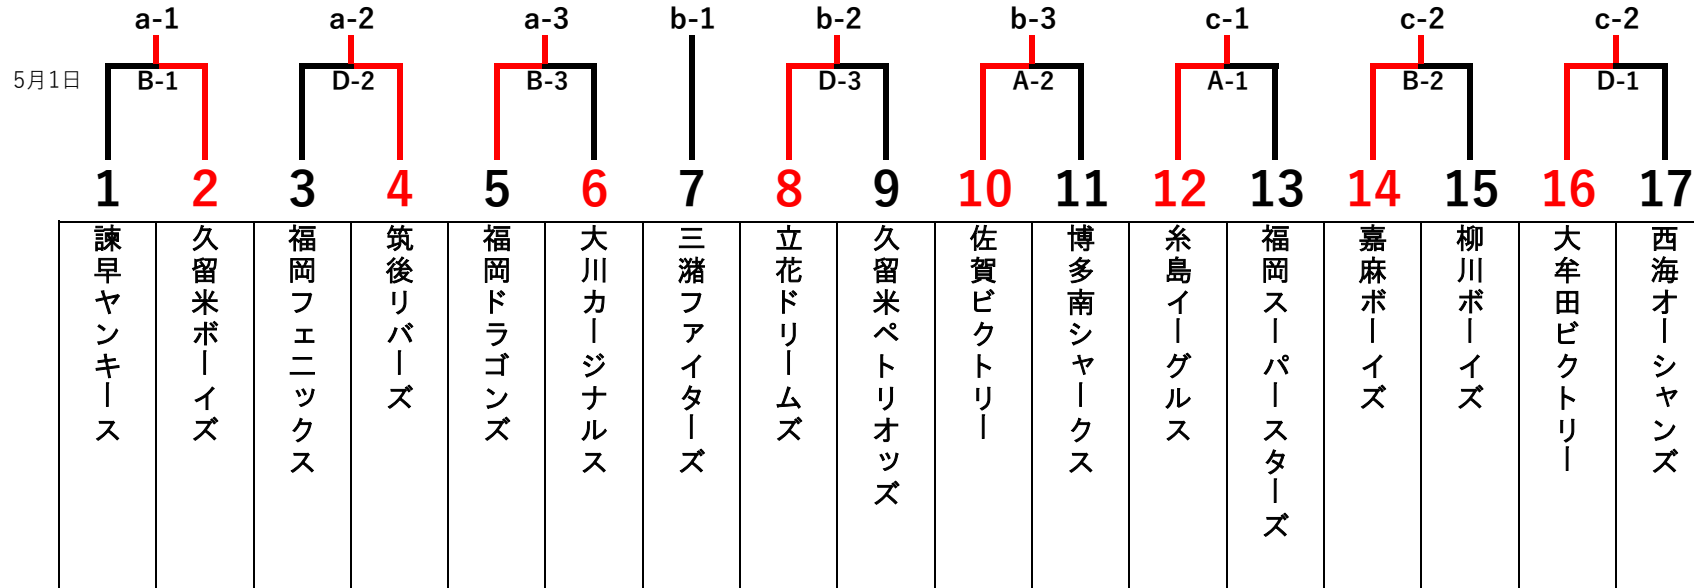 a-1 a-2 a-3 b-1 b-2 b-3 c-1 c-2 c-2
5月1日 B-1 D-2 B-3 D-3 A-2 A-1 B-2 D-1
1 2 3 4 5 6 7 8 9 10 11 12 13 14 15 16 17
諫早ヤンキース
久留米ボーイズ
福岡フェニックス
筑後リバーズ
福岡ドラゴンズ
大川カージナルス
三潴ファイターズ
立花ドリームズ
久留米ペトリオッズ
佐賀ビクトリー
博多南シャークス
糸島イーグルス
福岡スーパースターズ
嘉麻ボーイズ
柳川ボーイズ
大牟田ビクトリー
西海オーシャンズ